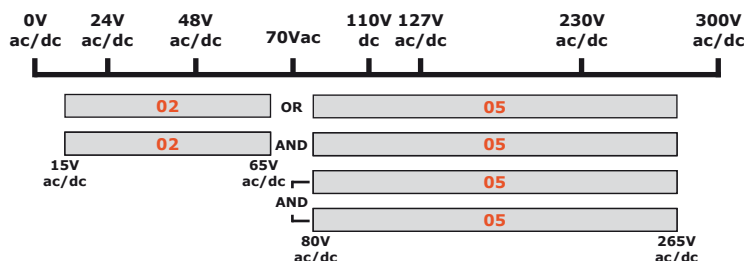 0V 24V 48V 110V 127V 230V 300V
ac/dc ac/dc ac/dc 70Vac dc ac/dc ac/dc ac/dc
02 OR 05
02 AND 05
15V 65V
ac/dc ac/dc 05
AND
05
80V 265V
ac/dc ac/dc